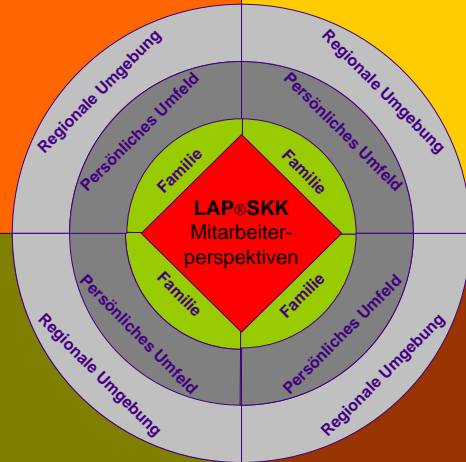 Regionale Umgebung
Regionale Umgebung
Persönliches Umfeld
Persönliches Umfeld
Familie
Familie
LAP®SKK
Mitarbeiter-
perspektiven
Familie
Familie
Persönliches Umfeld
Persönliches Umfeld
Regionale Umgebung
Regionale Umgebung